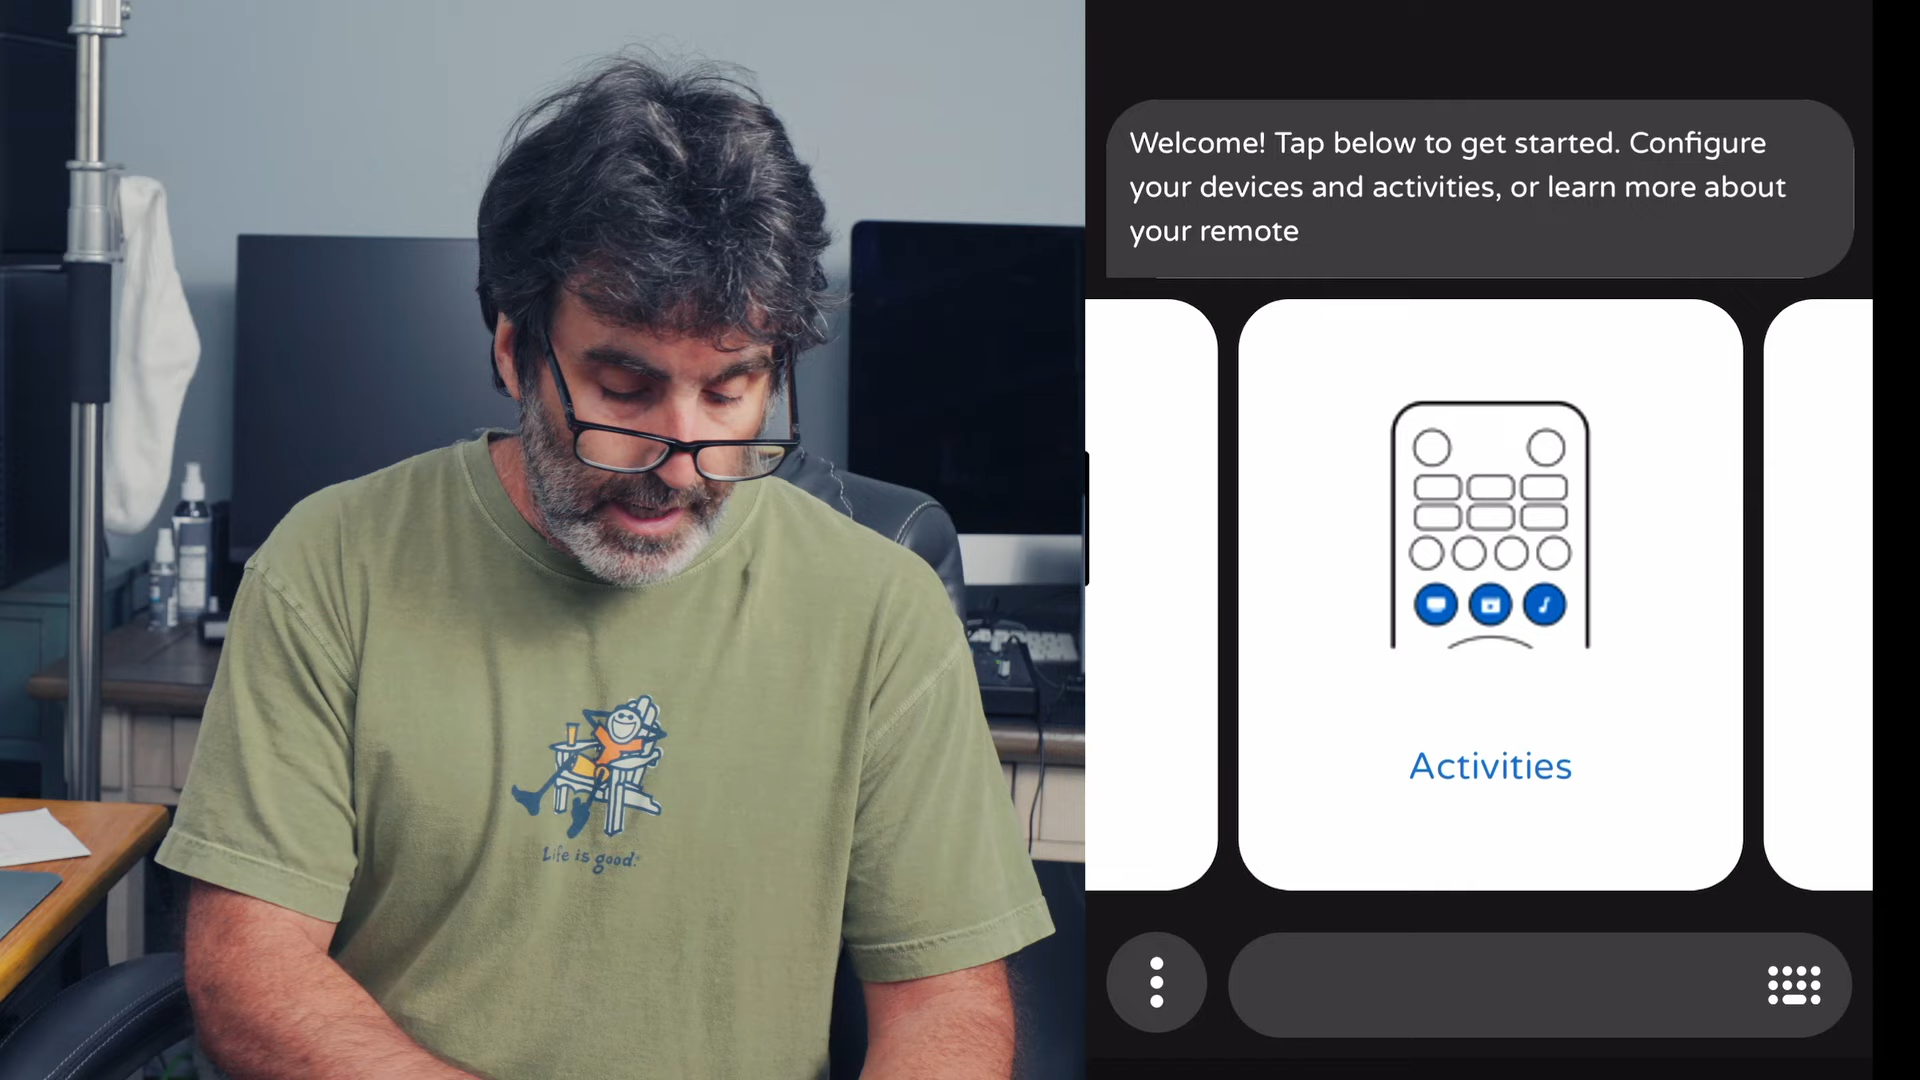 Life is good.®
Welcome! Tap below to get started. Configure
your devices and activities, or learn more about
your remote
Activities